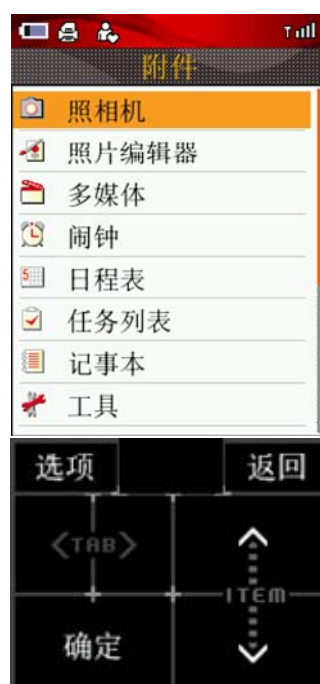 附件
照相机
照片编辑器
多媒体
闹钟
5
日程表
任务列表
记事本
工具
选项
返回
<TAB>
ITEM
确定